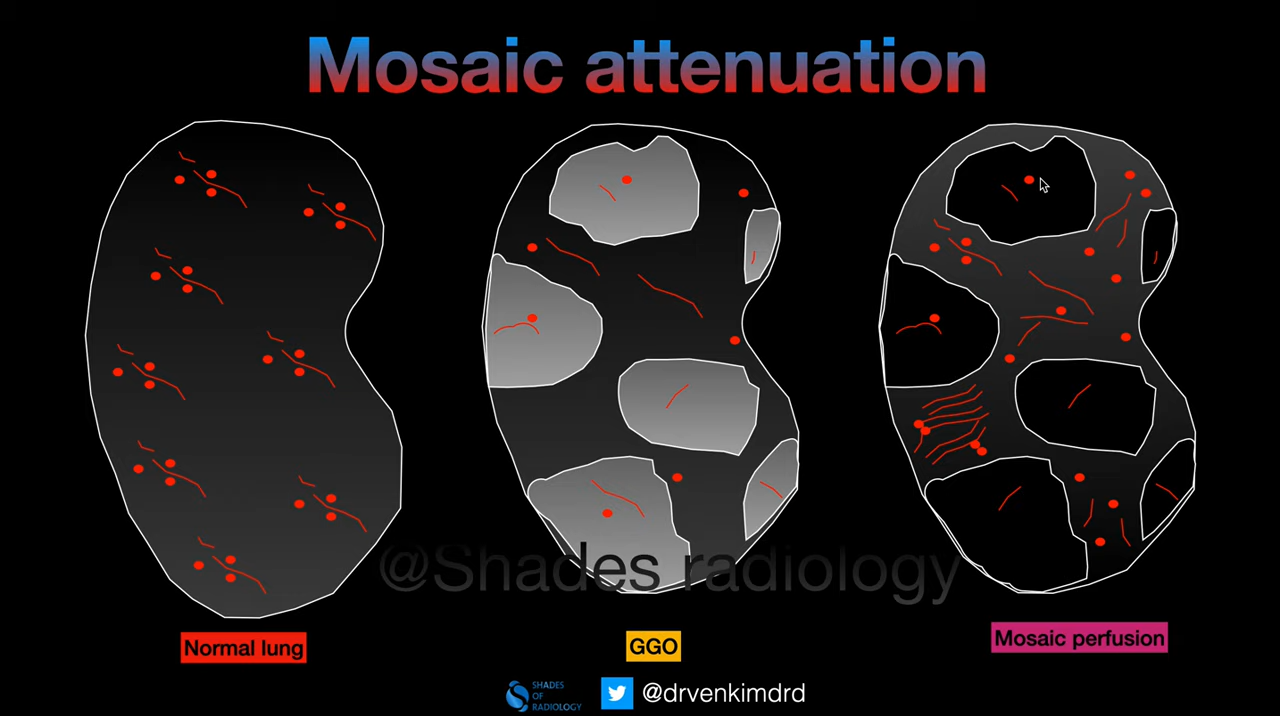 Mosaic attenuation
@Shades radiology
Normal lung
GGO
Mosaic perfusion
SHADES
OF
RADIOLOGY
@drvenkimdrd